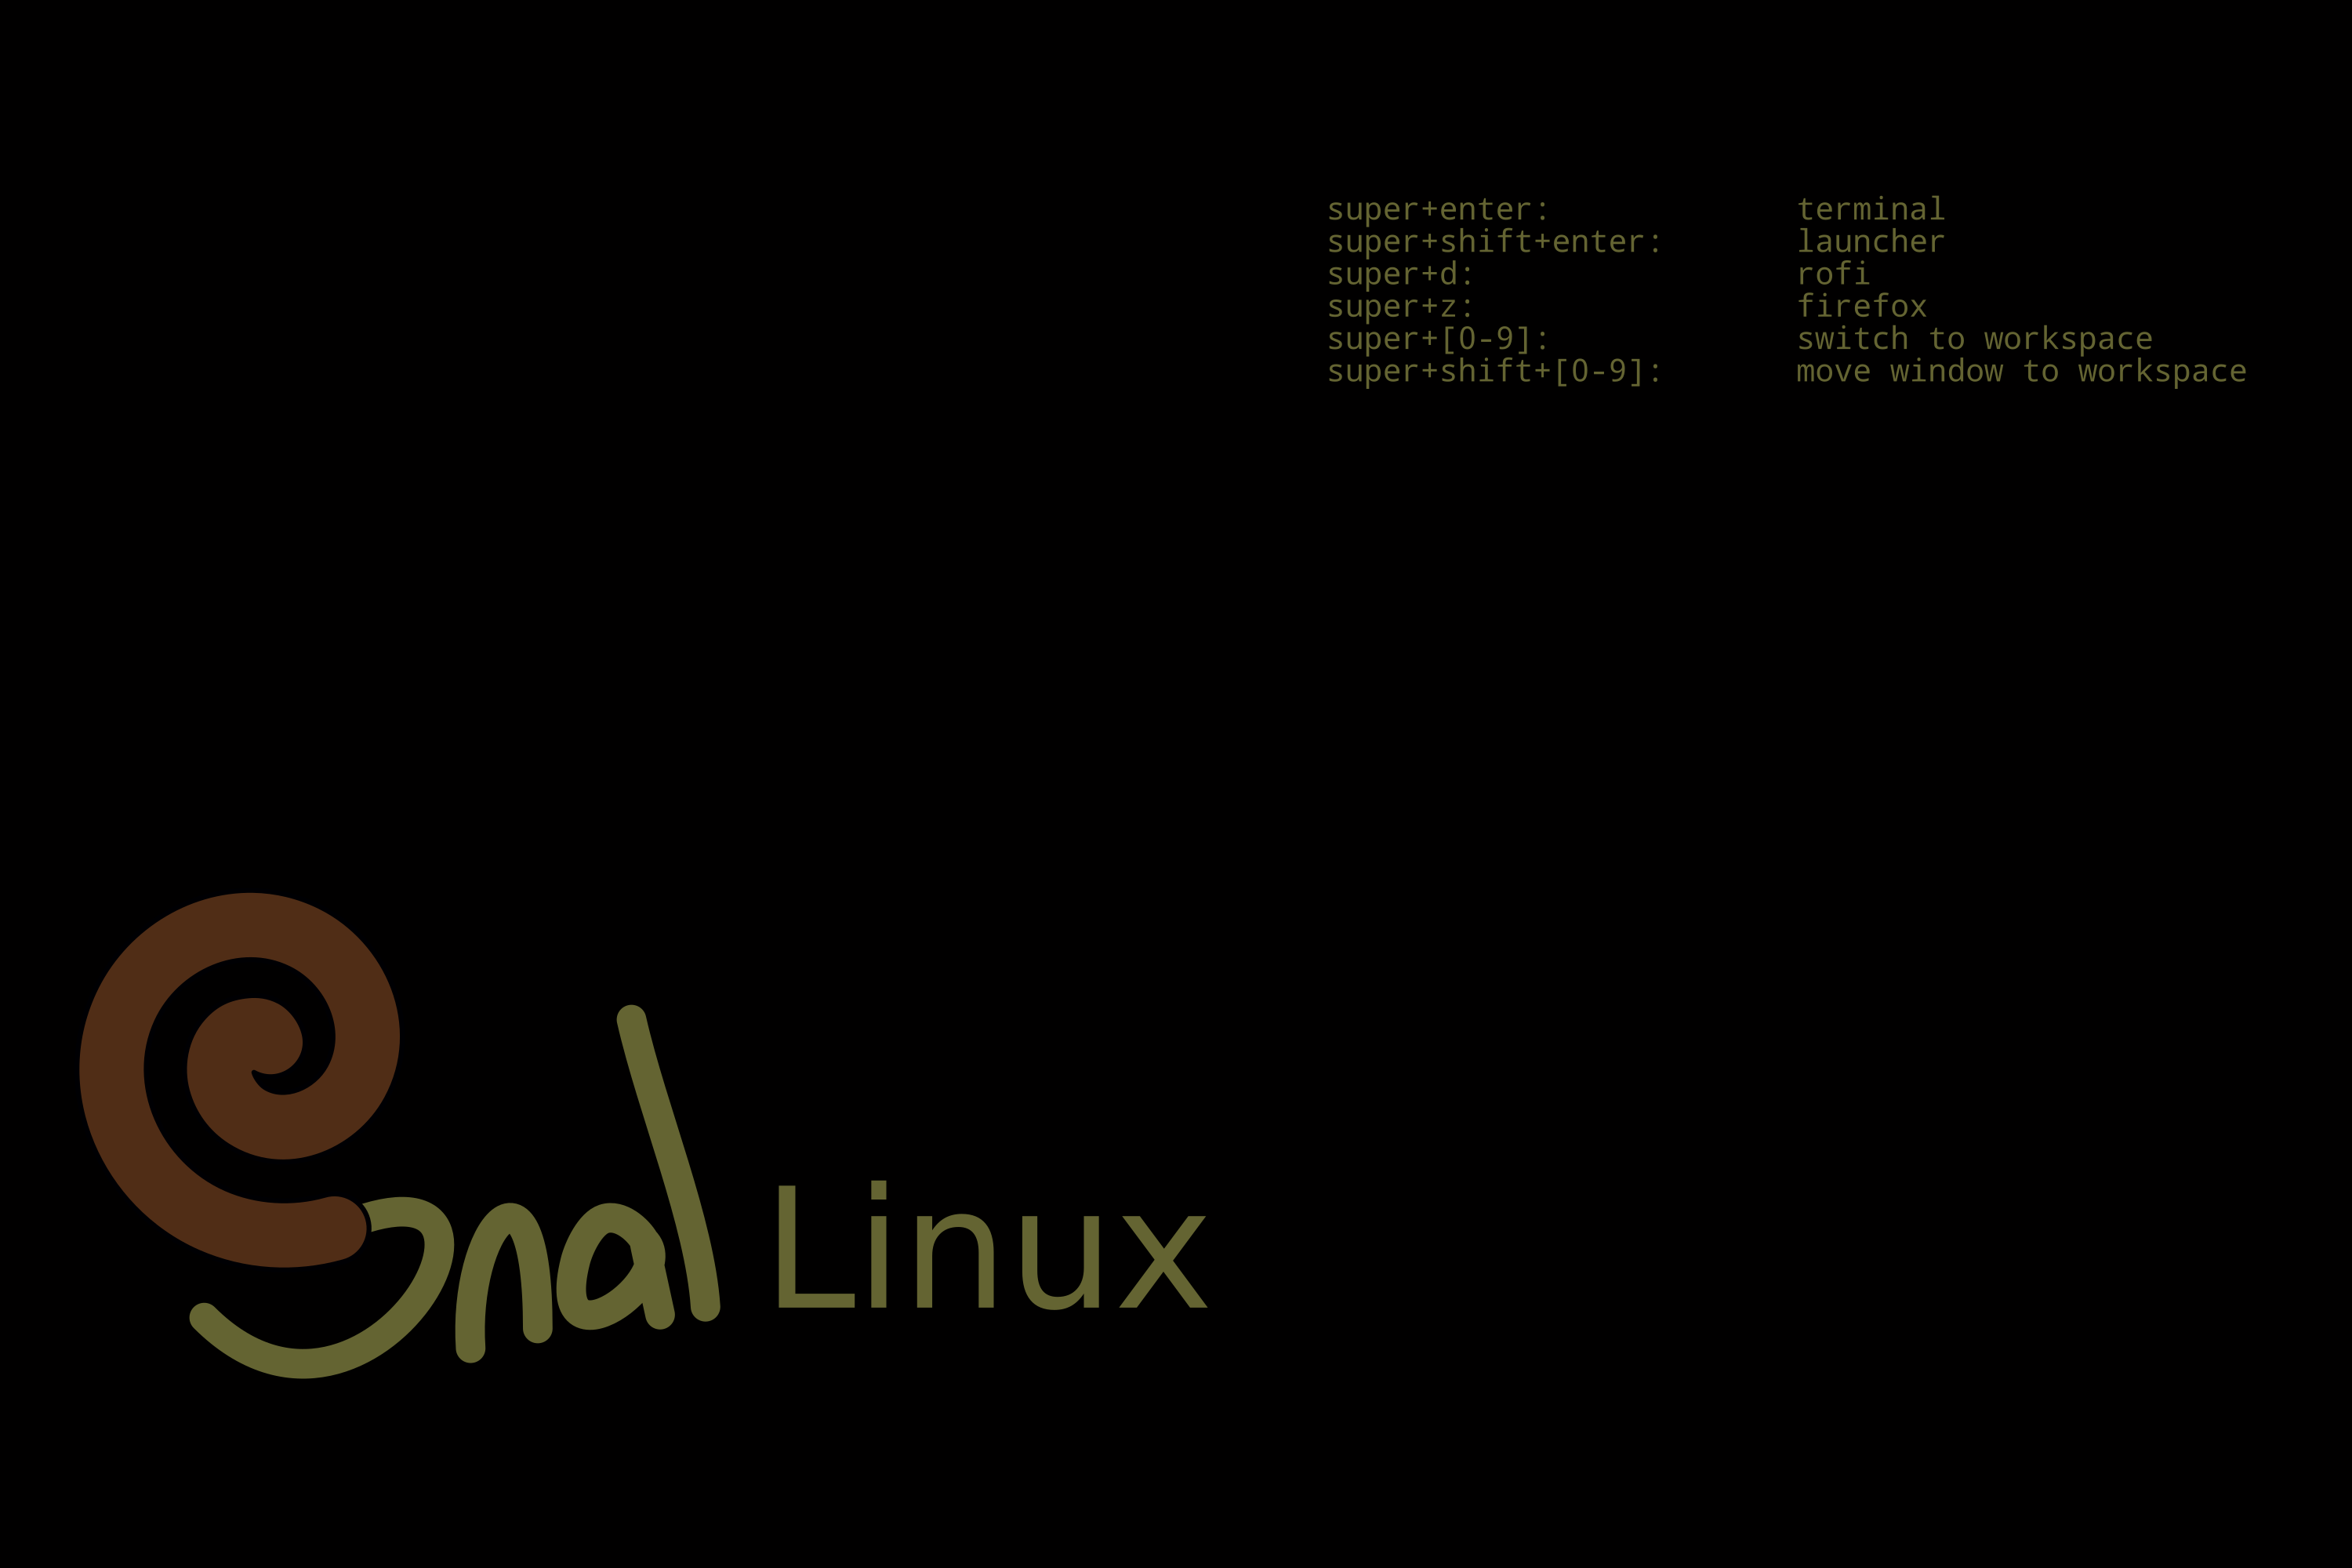 super+enter: terminal
super+shift+enter: launcher
super+d: rofi
super+z: firefox
super+[0-9]: switch to workspace
super+shift+[0-9]: move window to workspace
Snal Linux